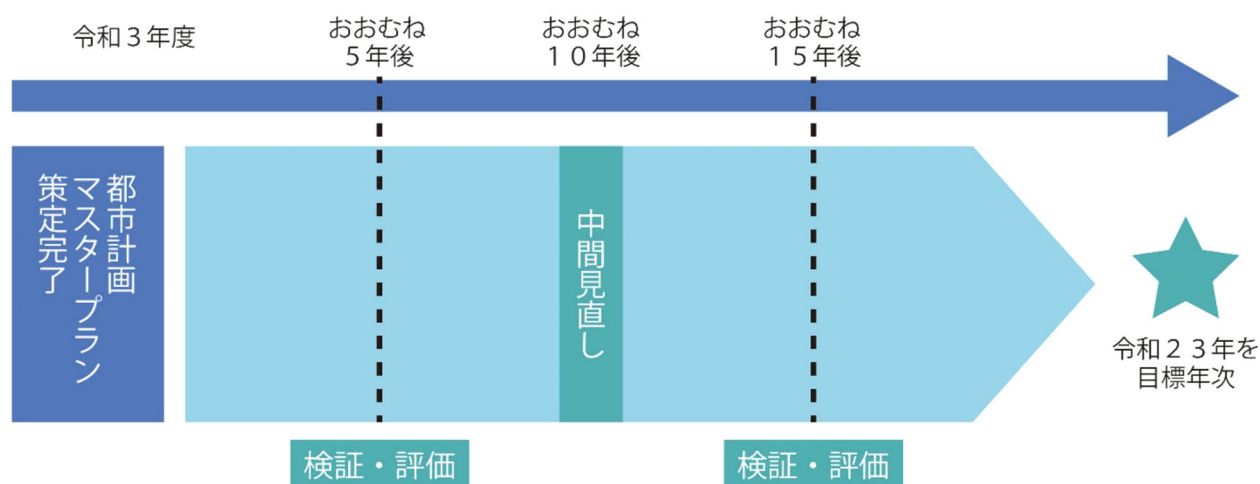 令和３年度
おおむね
５年後
おおむね
１０年後
おおむね
１５年後
都市計画
マスタープラン
策定完了
中間見直し
令和２３年を
目標年次
検証・評価
検証・評価